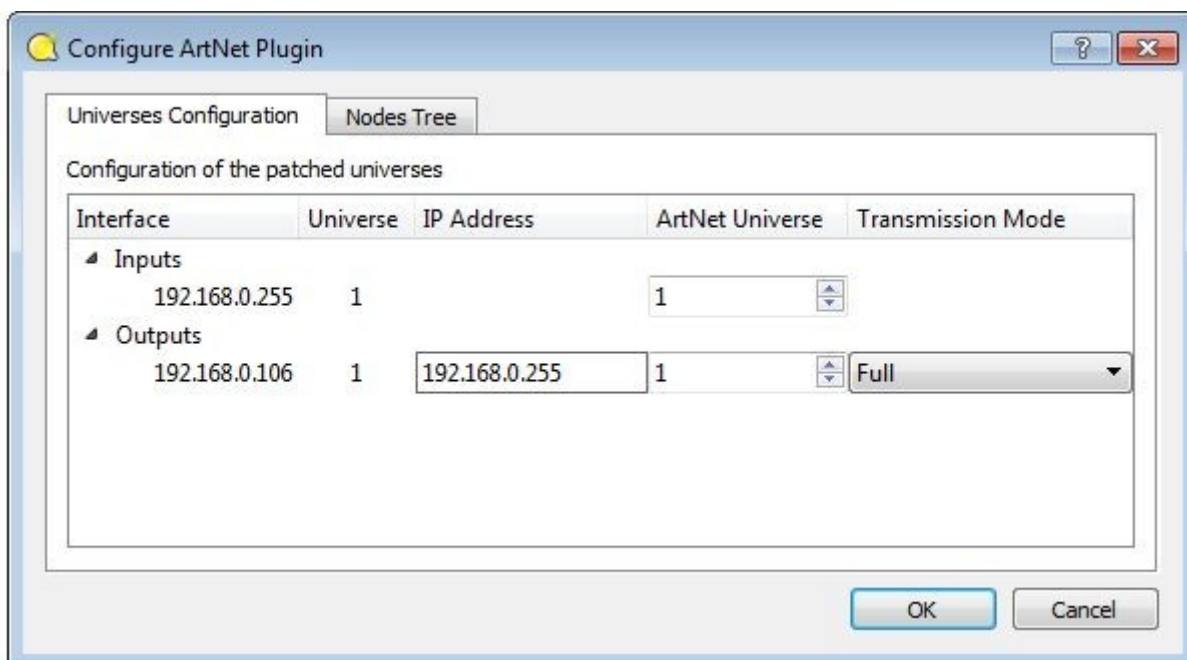 Configure ArtNet Plugin
Universes Configuration Nodes Tree
Configuration of the patched universes
Interface Universe IP Address ArtNet Universe Transmission Mode
Inputs
192.168.0.255 1 1
Outputs
192.168.0.106 1 192.168.0.255 1 Full
OK Cancel